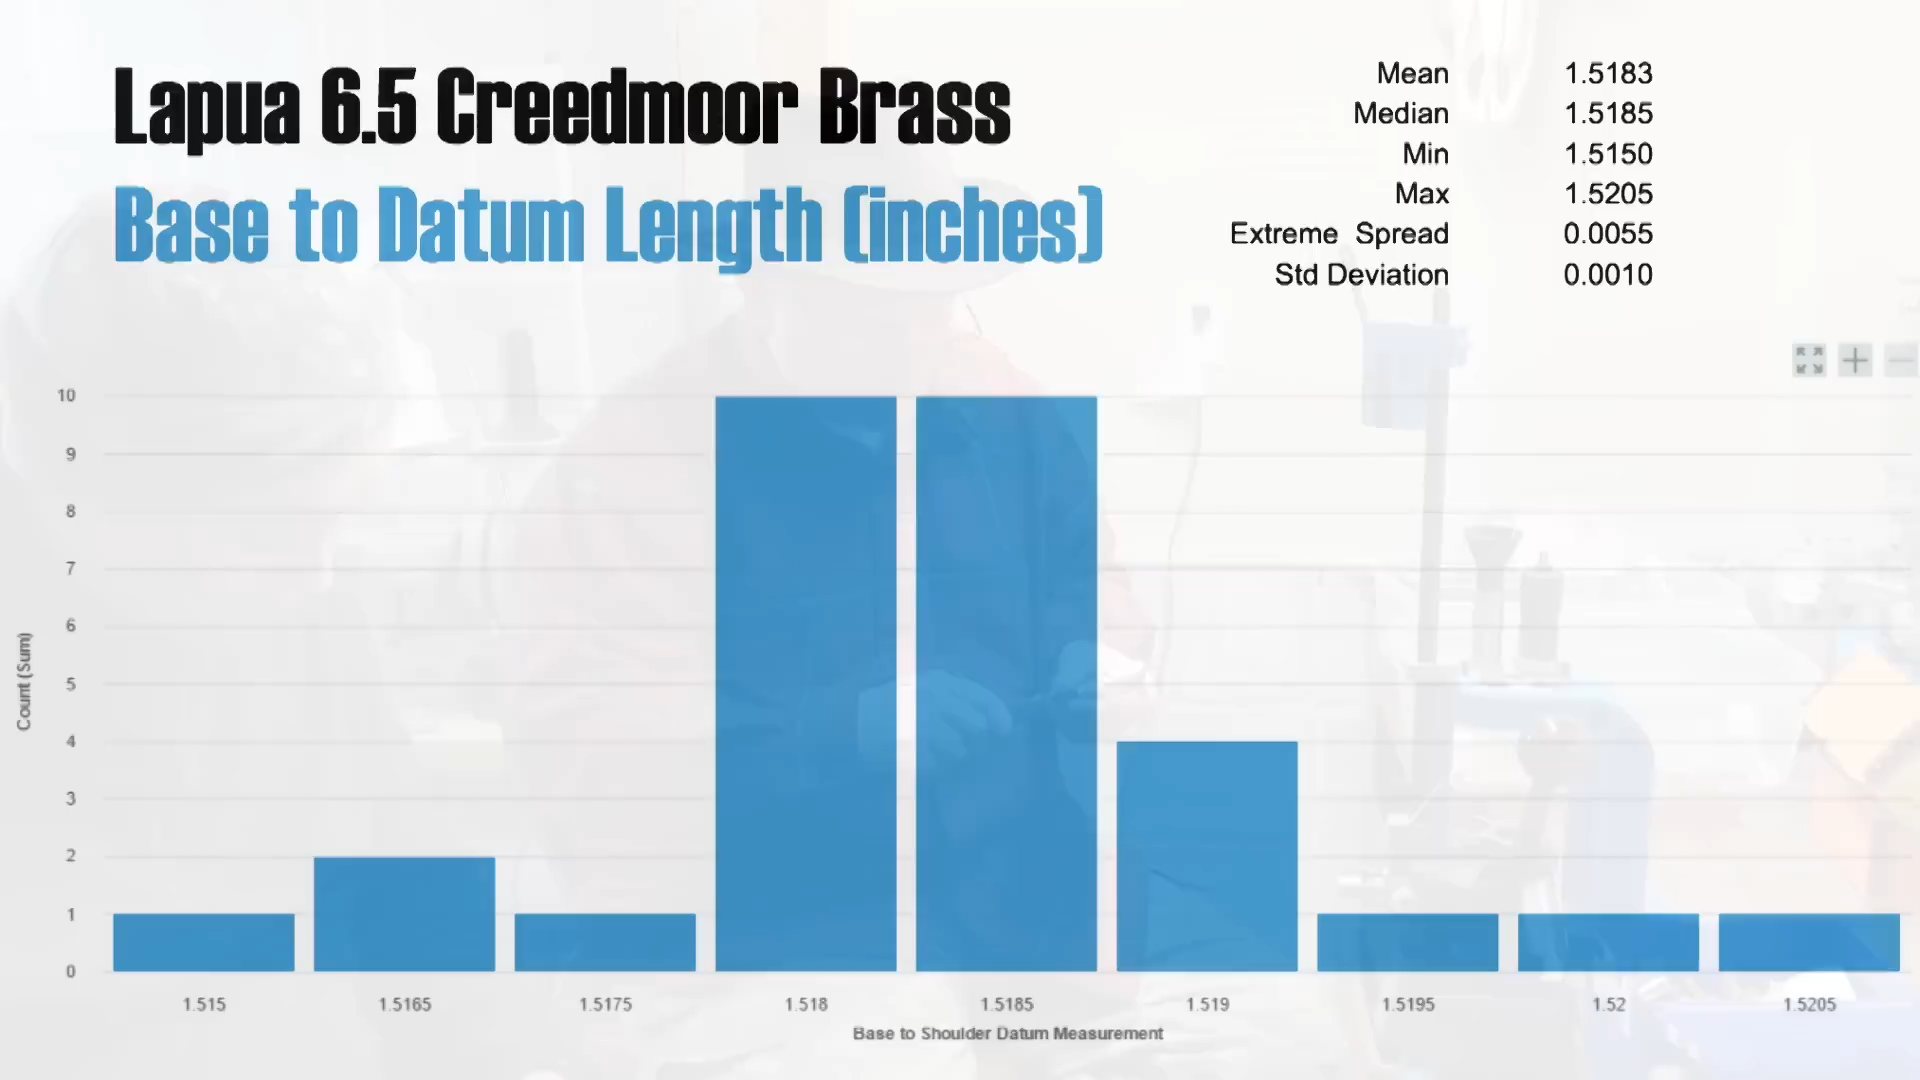 Lapua 6.5 Creedmoor Brass
Base to Datum Length (inches)
Mean 1.5183
Median 1.5185
Min 1.5150
Max 1.5205
Extreme Spread 0.0055
Std Deviation 0.0010
10
9
8
7
6
5
4
3
2
1
0
Count (Sum)
1.515 1.5165 1.5175 1.518 1.5185 1.519 1.5195 1.52 1.5205
Base to Shoulder Datum Measurement